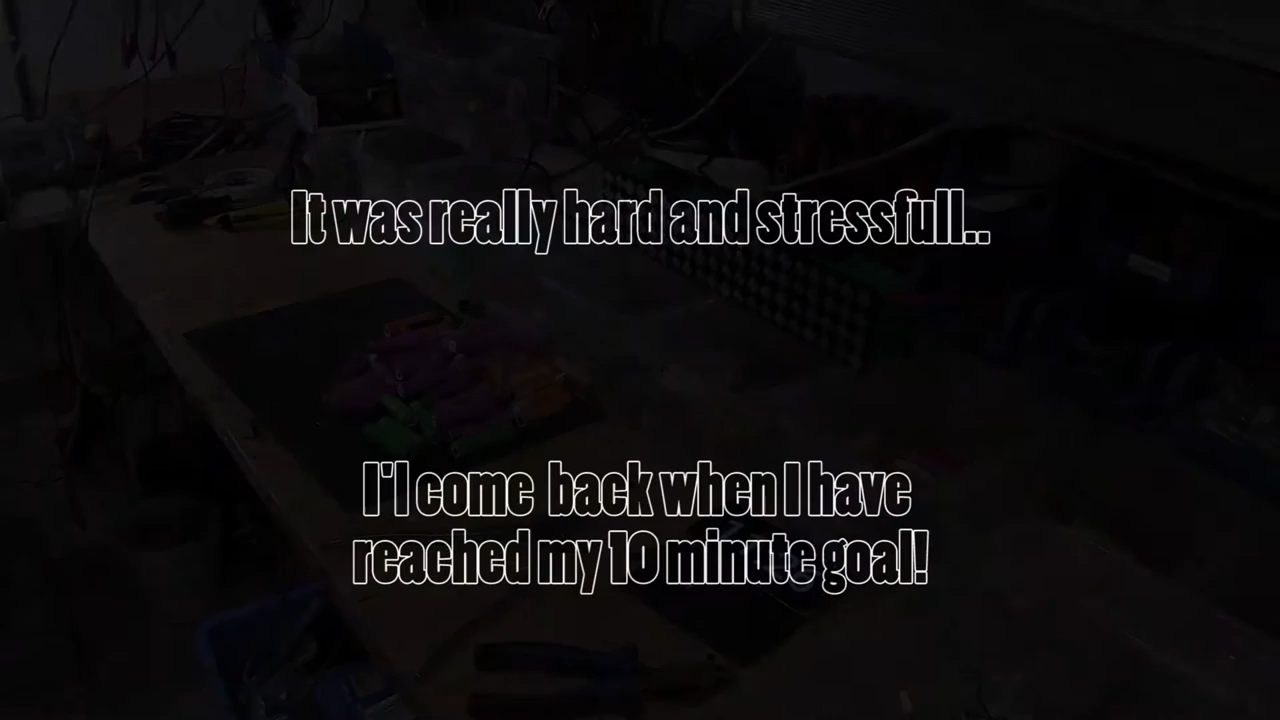 It was really hard and stressfull..
I'l come back when I have
reached my 10 minute goal!